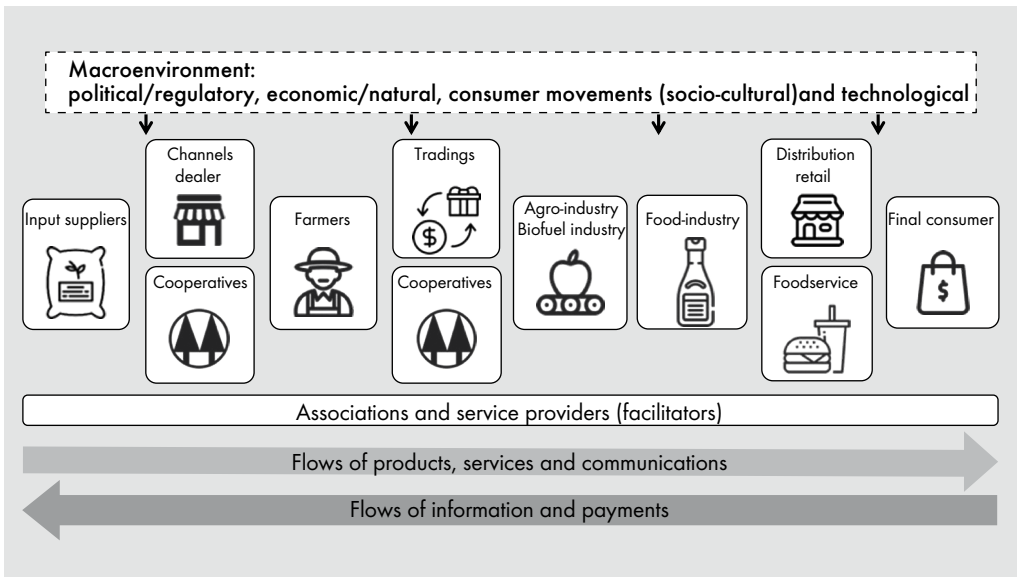 Macroenvironment:
political/regulatory, economic/natural, consumer movements (socio-cultural)and technological
Input suppliers
Channels
dealer
Cooperatives
Farmers
Tradings
$
Cooperatives
Agro-industry
Biofuel industry
Food-industry
Distribution
retail
Foodservice
Final consumer
$
Associations and service providers (facilitators)
Flows of products, services and communications
Flows of information and payments